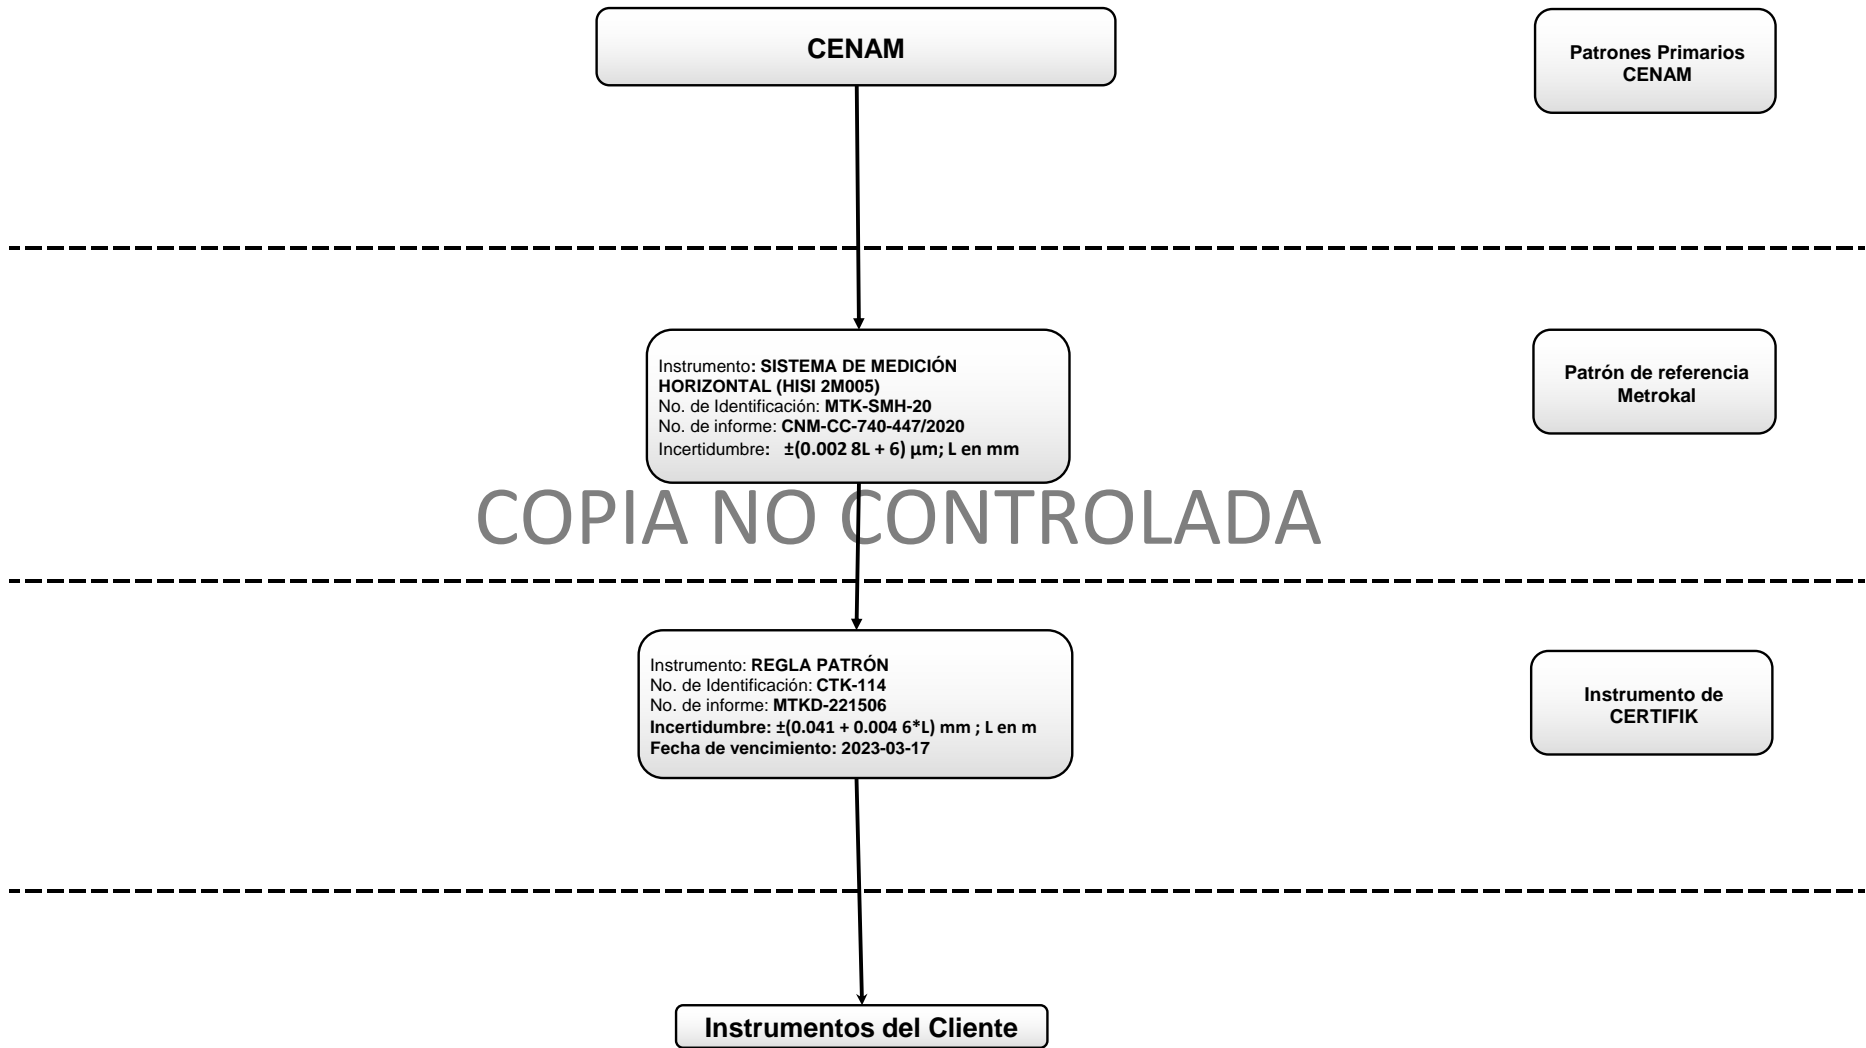 CENAM
Patrones Primarios
CENAM
Instrumento: SISTEMA DE MEDICIÓN
HORIZONTAL (HISI 2M005)
No. de Identificación: MTK-SMH-20
No. de informe: CNM-CC-740-447/2020
Incertidumbre: ±(0.002 8L + 6) µm; L en mm
Patrón de referencia
Metrokal
COPIA NO CONTROLADA
Instrumento: REGLA PATRÓN
No. de Identificación: CTK-114
No. de informe: MTKD-221506
Incertidumbre: ±(0.041 + 0.004 6*L) mm ; L en m
Fecha de vencimiento: 2023-03-17
Instrumento de
CERTIFIK
Instrumentos del Cliente